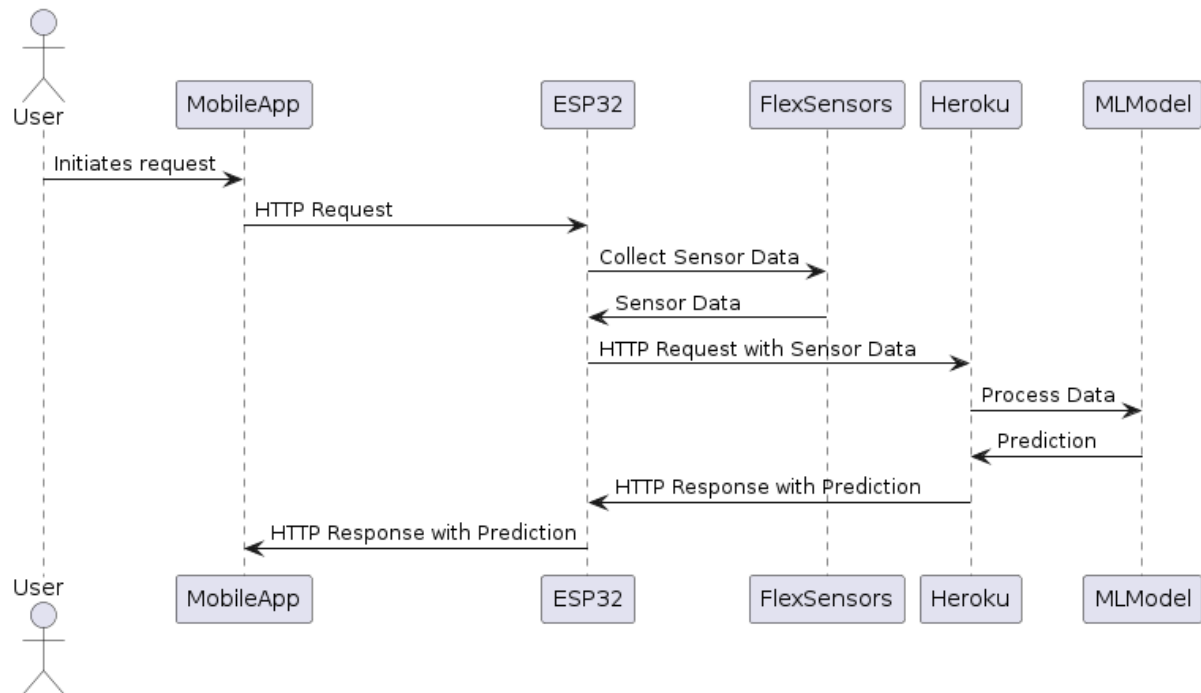 User
MobileApp
ESP32
FlexSensors
Heroku
MLModel
Initiates request
HTTP Request
Collect Sensor Data
Sensor Data
HTTP Request with Sensor Data
Process Data
Prediction
HTTP Response with Prediction
HTTP Response with Prediction
User
MobileApp
ESP32
FlexSensors
Heroku
MLModel